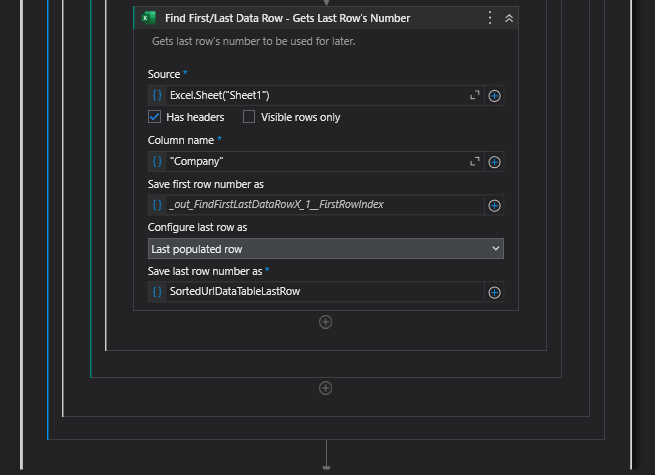 Find First/Last Data Row - Gets Last Row's Number
Gets last row's number to be used for later.
Source *
{} Excel.Sheet("Sheet1")
Has headers Visible rows only
Column name *
{} "Company"
Save first row number as
{} _out_FindFirstLastDataRowX_1__FirstRowIndex
Configure last row as
Last populated row
Save last row number as *
{} SortedUrlDataTableLastRow